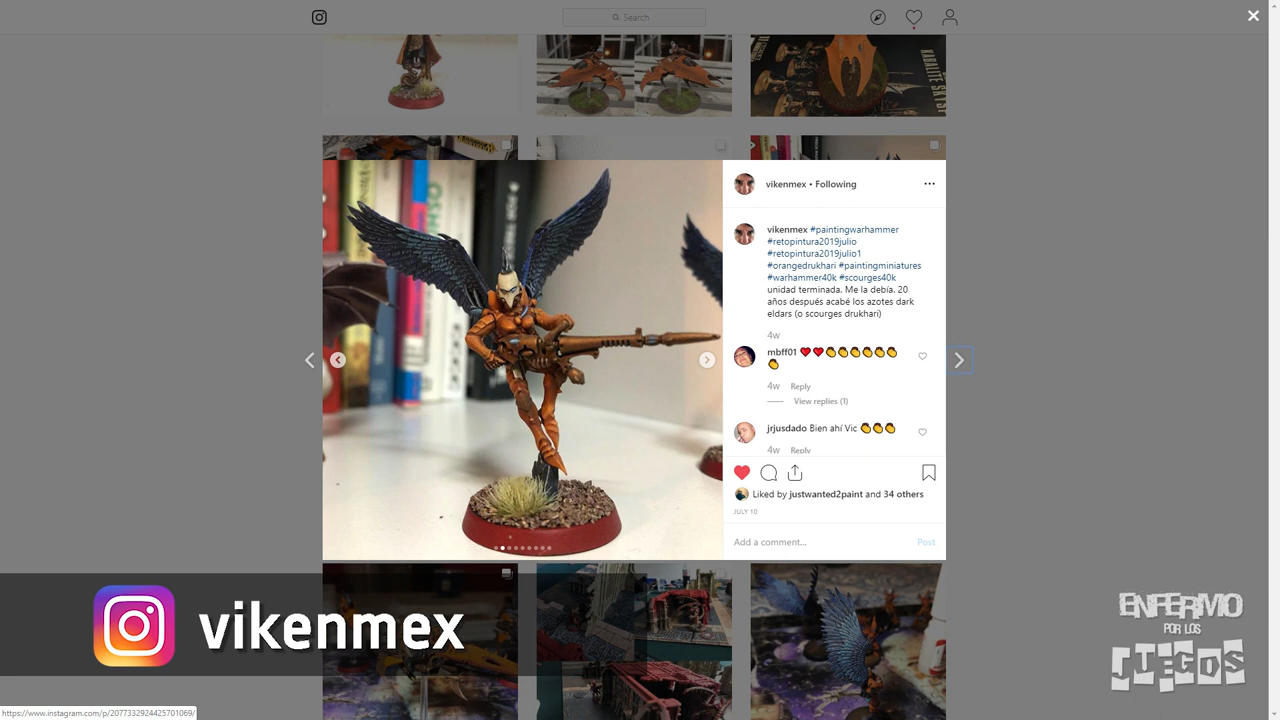 Search
KABALITE SKYSP
vikenmex • Following
vikenmex #paintingwarhammer
#retopintura2019julio
#retopintura2019julio1
#orangedrukhari #paintingminiatures
#warhammer40k #scourges40k
unidad terminada. Me la debía. 20
años después acabé los azotes dark
eldars (o scourges drukhari)
4w
mbff01 ❤️❤️👏👏👏👏👏👏
👏
4w Reply
View replies (1)
jrjusdado Bien ahí Vic 👏👏👏
4w Reply
Liked by justwanted2paint and 34 others
JULY 10
Add a comment...
Post
vikenmex
ENFERMO
POR LOS
JUEGOS
https://www.instagram.com/p/2077332924425701069/